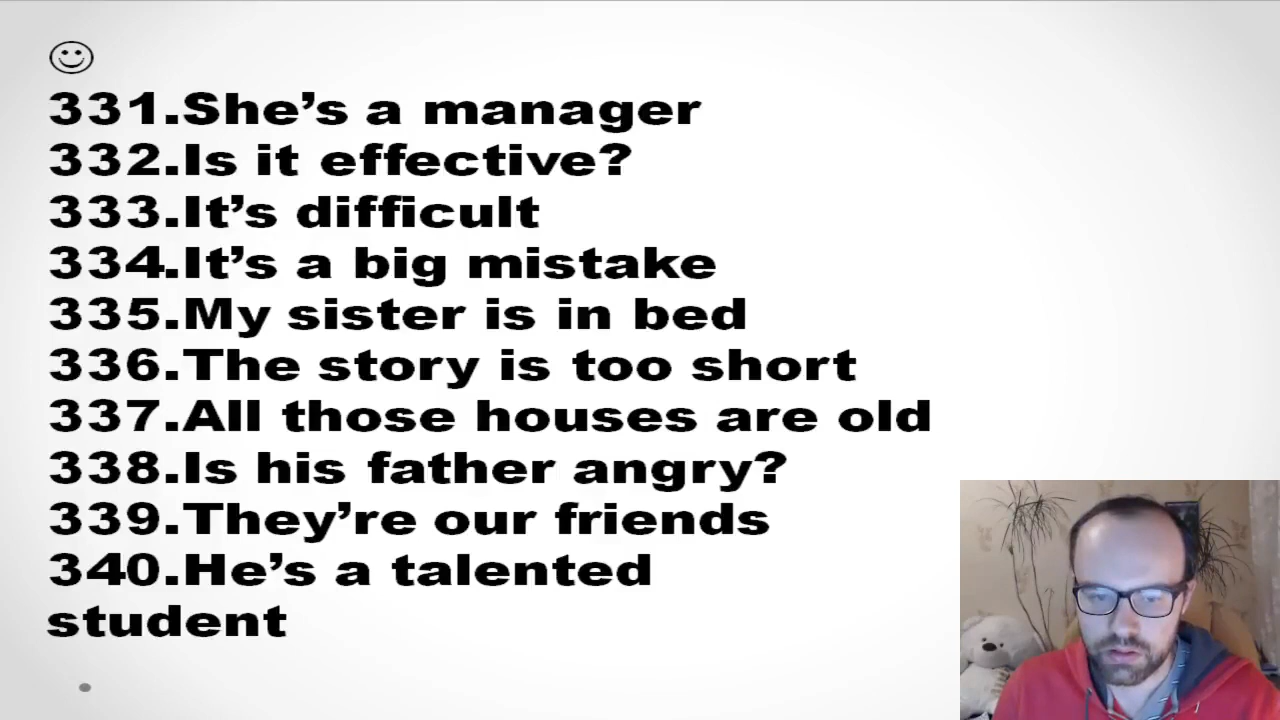 331.She’s a manager
332.Is it effective?
333.It’s difficult
334.It’s a big mistake
335.My sister is in bed
336.The story is too short
337.All those houses are old
338.Is his father angry?
339.They’re our friends
340.He’s a talented
student